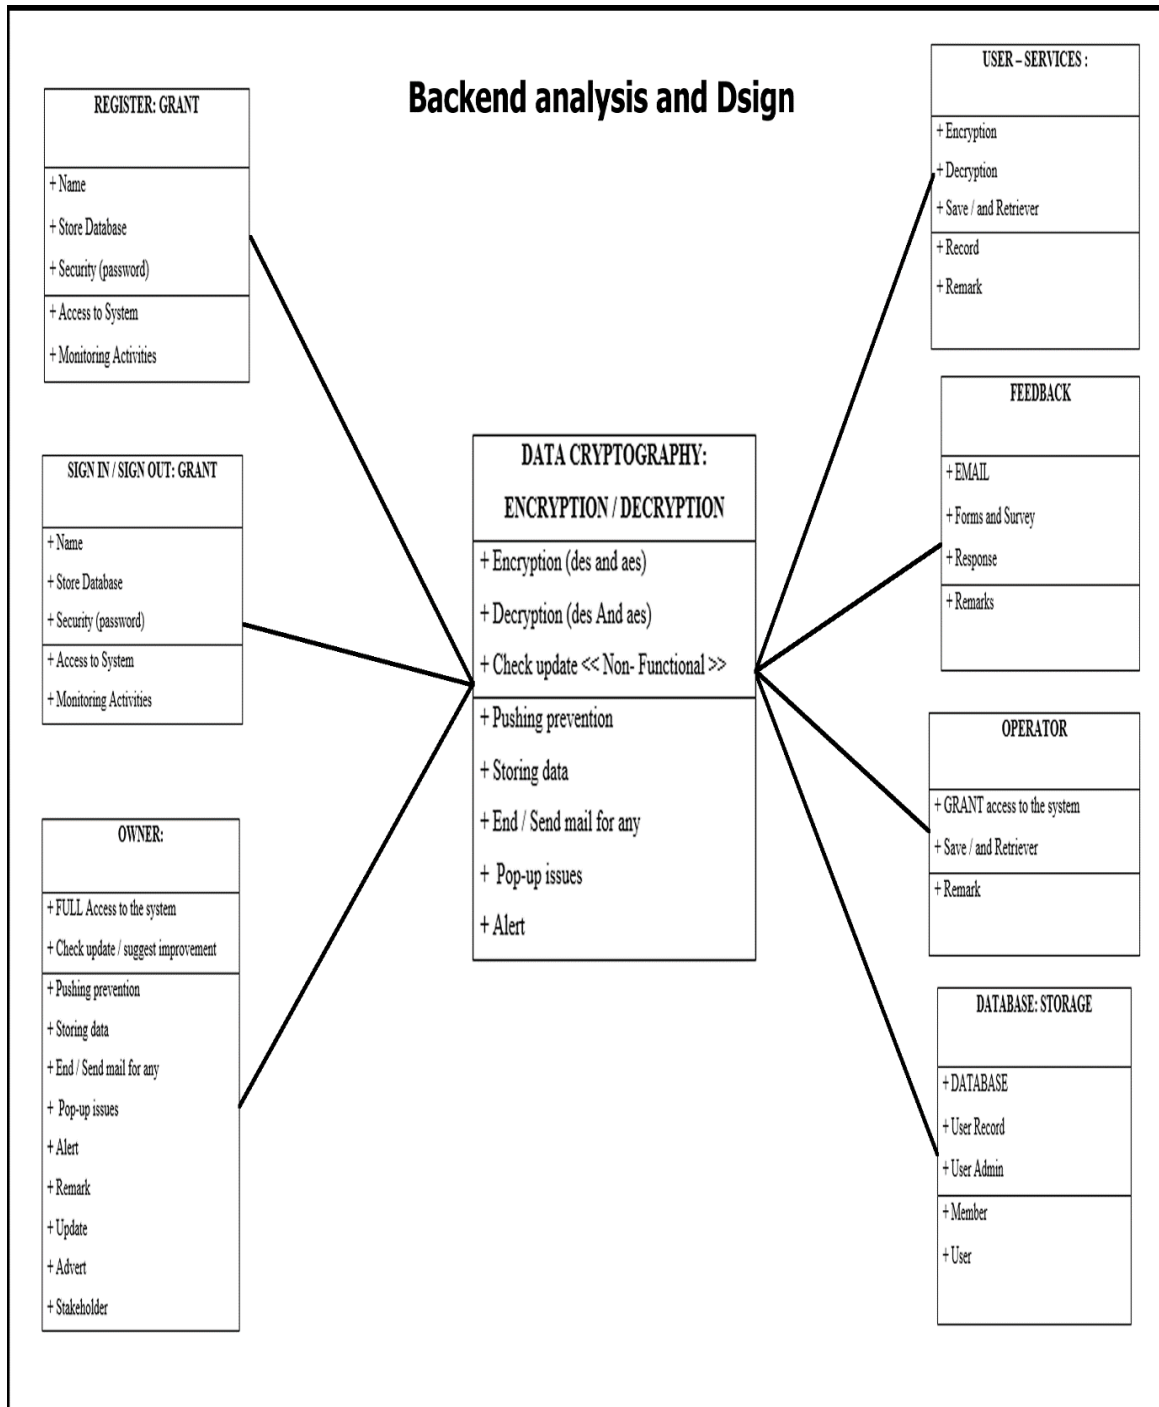 Backend analysis and Dsign
REGISTER: GRANT
+ Name
+ Store Database
+ Security (password)
+ Access to System
+ Monitoring Activities
SIGN IN / SIGN OUT: GRANT
+ Name
+ Store Database
+ Security (password)
+ Access to System
+ Monitoring Activities
OWNER:
+ FULL Access to the system
+ Check update / suggest improvement
+ Pushing prevention
+ Storing data
+ End / Send mail for any
+ Pop-up issues
+ Alert
+ Remark
+ Update
+ Advert
+ Stakeholder
DATA CRYPTOGRAPHY:
ENCRYPTION / DECRYPTION
+ Encryption (des and aes)
+ Decryption (des And aes)
+ Check update << Non- Functional >>
+ Pushing prevention
+ Storing data
+ End / Send mail for any
+ Pop-up issues
+ Alert
USER – SERVICES :
+ Encryption
+ Decryption
+ Save / and Retriever
+ Record
+ Remark
FEEDBACK
+ EMAIL
+ Forms and Survey
+ Response
+ Remarks
OPERATOR
+ GRANT access to the system
+ Save / and Retriever
+ Remark
DATABASE: STORAGE
+ DATABASE
+ User Record
+ User Admin
+ Member
+ User